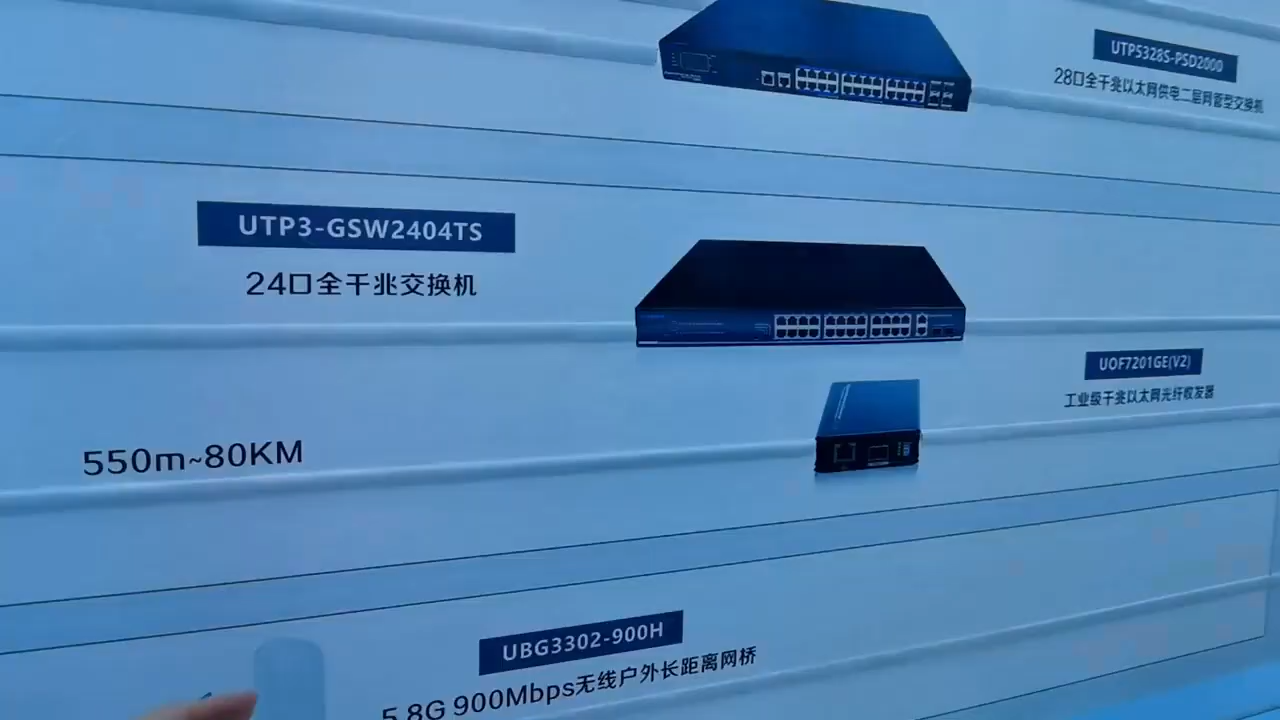 UTP5328S-PSD2000
28口全千兆以太网供电二层网管型交换机
UTP3-GSW2404TS
24口全千兆交换机
UOF7201GE(V2)
工业级千兆以太网光纤收发器
550m~80KM
UBG3302-900H
5.8G 900Mbps无线户外长距离网桥